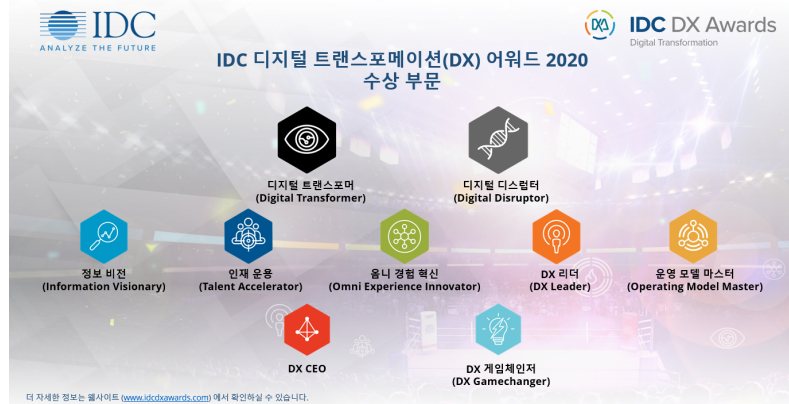 IDC
ANALYZE THE FUTURE
DXA
IDC DX Awards
Digital Transformation
IDC 디지털 트랜스포메이션(DX) 어워드 2020
수상 부문
디지털 트랜스포머
(Digital Transformer)
디지털 디스럽터
(Digital Disruptor)
정보 비전
(Information Visionary)
인재 운용
(Talent Accelerator)
옴니 경험 혁신
(Omni Experience Innovator)
DX 리더
(DX Leader)
운영 모델 마스터
(Operating Model Master)
DX CEO
DX 게임체인저
(DX Gamechanger)
더 자세한 정보는 웹사이트 (www.idcdxawards.com) 에서 확인하실 수 있습니다.